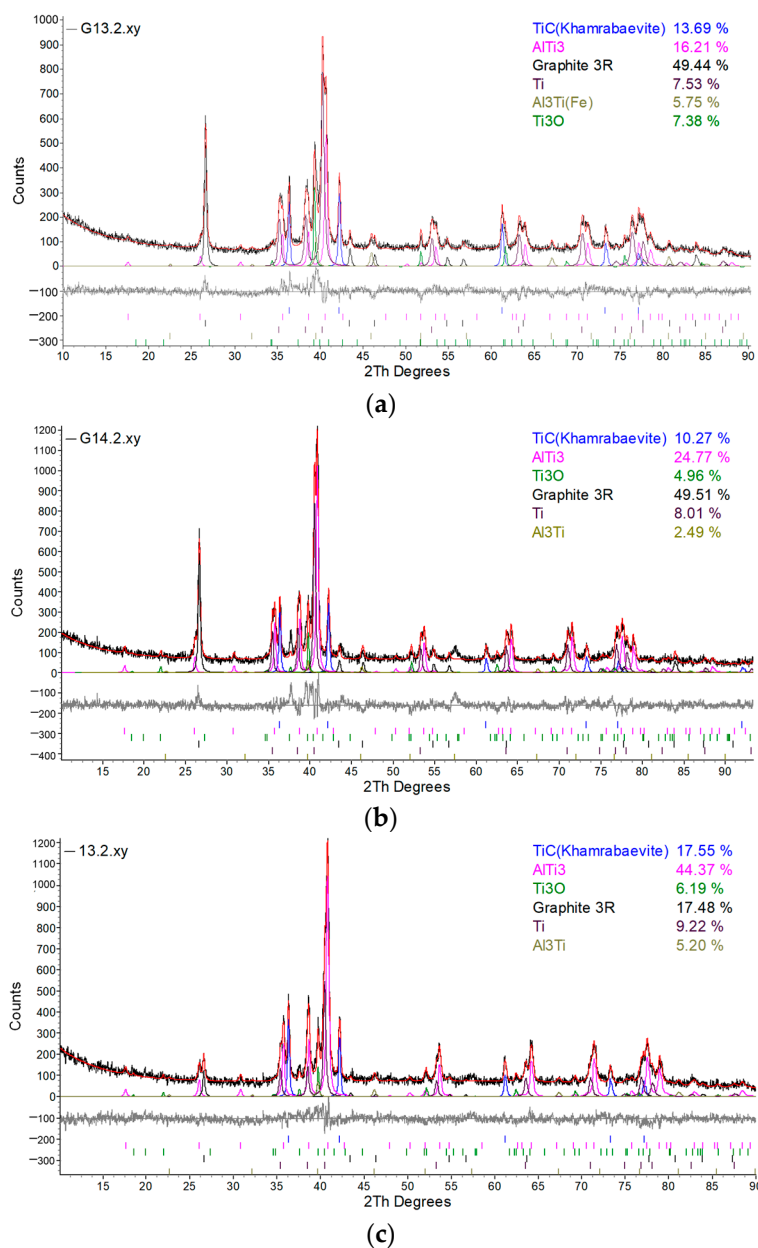 — G13.2.xy
TiC(Khamrabaevite) 13.69 %
AlTi3 16.21 %
Graphite 3R 49.44 %
Ti 7.53 %
Al3Ti(Fe) 5.75 %
Ti3O 7.38 %
Counts
1000
900
800
700
600
500
400
300
200
100
0
−100
−200
−300
10 15 20 25 30 35 40 45 50 55 60 65 70 75 80 85 90
2Th Degrees
(a)
— G14.2.xy
TiC(Khamrabaevite) 10.27 %
AlTi3 24.77 %
Ti3O 4.96 %
Graphite 3R 49.51 %
Ti 8.01 %
Al3Ti 2.49 %
Counts
1200
1100
1000
900
800
700
600
500
400
300
200
100
0
−100
−200
−300
−400
15 20 25 30 35 40 45 50 55 60 65 70 75 80 85 90
2Th Degrees
(b)
— 13.2.xy
TiC(Khamrabaevite) 17.55 %
AlTi3 44.37 %
Ti3O 6.19 %
Graphite 3R 17.48 %
Ti 9.22 %
Al3Ti 5.20 %
Counts
1200
1100
1000
900
800
700
600
500
400
300
200
100
0
−100
−200
−300
15 20 25 30 35 40 45 50 55 60 65 70 75 80 85 90
2Th Degrees
(c)